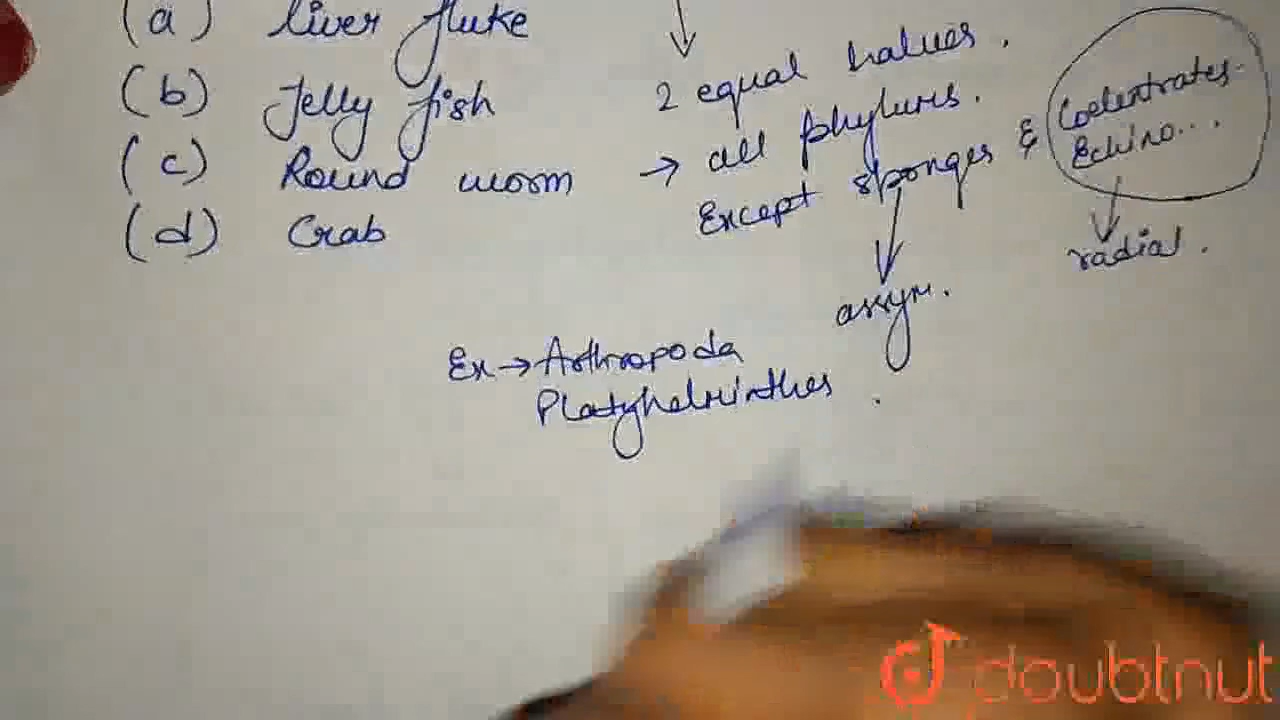 (a) liver fluke
(b) Jelly fish
(c) Round worm
(d) Crab
2 equal halves.
→ all phylums.
Except sponges & Coelentrates.
Echino...
assym.
radial.
Ex → Arthropoda
Platyhelminthes.
doubtnut